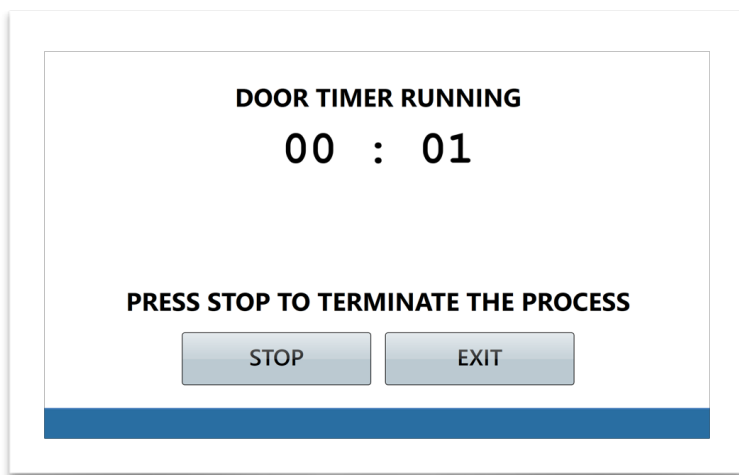 DOOR TIMER RUNNING
00 : 01
PRESS STOP TO TERMINATE THE PROCESS
STOP EXIT